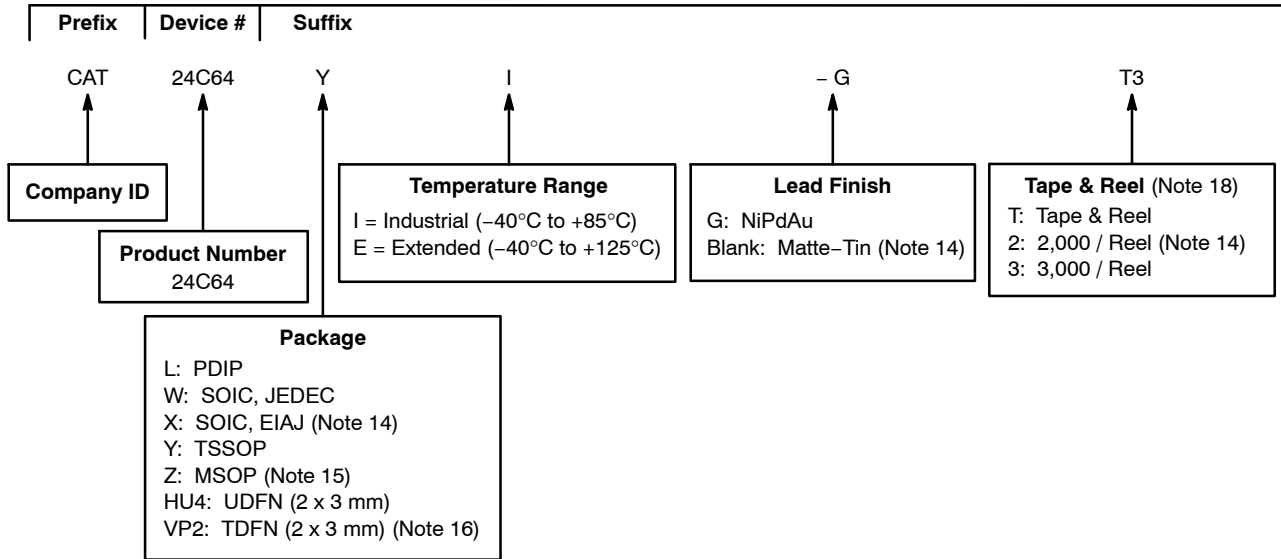 Prefix Device # Suffix
CAT 24C64 Y I – G T3
Company ID
Product Number
24C64
Temperature Range
I = Industrial (–40°C to +85°C)
E = Extended (–40°C to +125°C)
Lead Finish
G: NiPdAu
Blank: Matte–Tin (Note 14)
Tape & Reel (Note 18)
T: Tape & Reel
2: 2,000 / Reel (Note 14)
3: 3,000 / Reel
Package
L: PDIP
W: SOIC, JEDEC
X: SOIC, EIAJ (Note 14)
Y: TSSOP
Z: MSOP (Note 15)
HU4: UDFN (2 x 3 mm)
VP2: TDFN (2 x 3 mm) (Note 16)